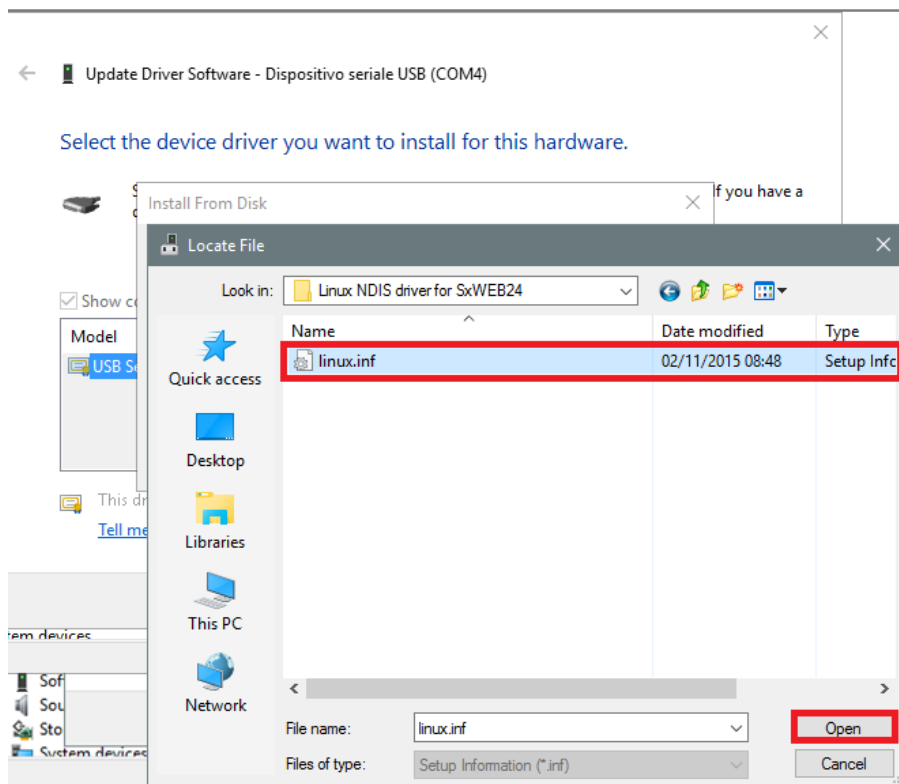 Update Driver Software - Dispositivo seriale USB (COM4)
Select the device driver you want to install for this hardware.
If you have a
Install From Disk
Locate File
Look in: Linux NDIS driver for SxWEB24
Show
Name Date modified Type
Model
linux.inf 02/11/2015 08:48 Setup Info
USB
Quick access
Desktop
This
Tell me
Libraries
This PC
devices
Network
File name: linux.inf Open
System devices
Files of type: Setup Information (*.inf) Cancel